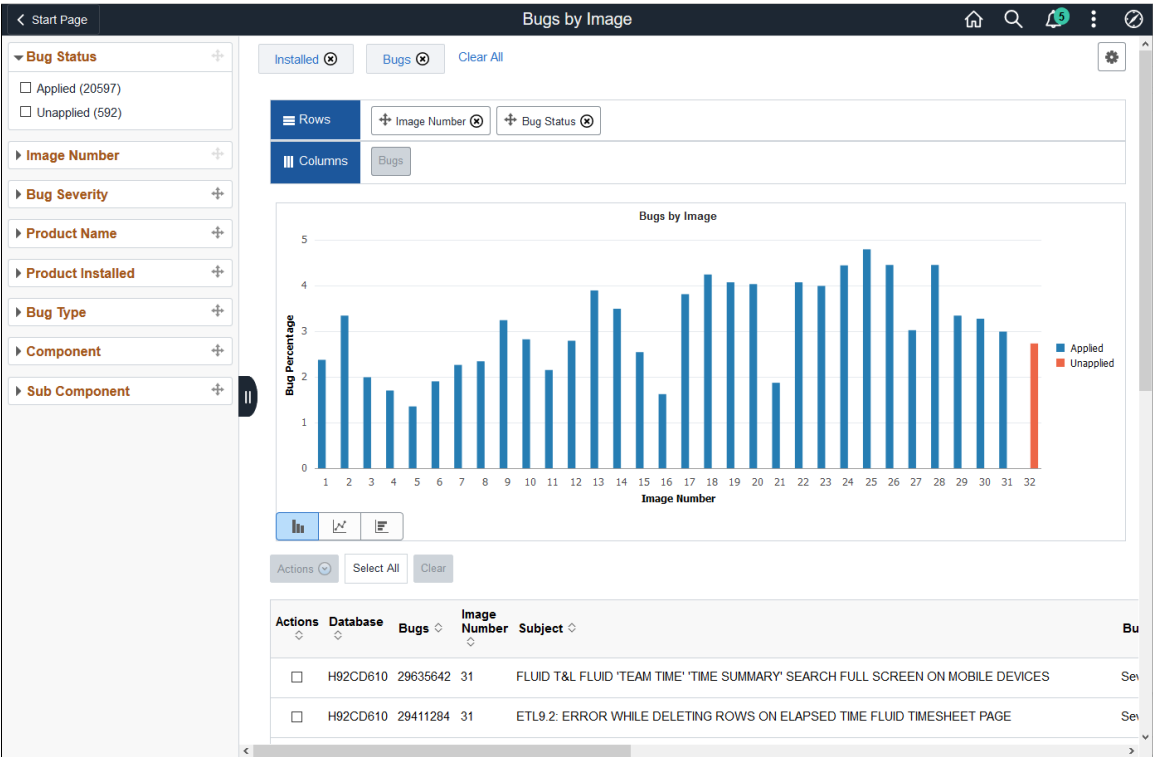 Start Page
Bugs by Image
5
Bug Status
Applied (20597)
Unapplied (592)
Image Number
Bug Severity
Product Name
Product Installed
Bug Type
Component
Sub Component
Installed
Bugs
Clear All
Rows
Image Number
Bug Status
Columns
Bugs
Bugs by Image
Bug Percentage
5
4
3
2
1
0
1 2 3 4 5 6 7 8 9 10 11 12 13 14 15 16 17 18 19 20 21 22 23 24 25 26 27 28 29 30 31 32
Image Number
Applied
Unapplied
Actions
Select All
Clear
Actions Database Bugs Image Number Subject Bu
H92CD610 29635642 31 FLUID T&L FLUID 'TEAM TIME' 'TIME SUMMARY' SEARCH FULL SCREEN ON MOBILE DEVICES Sev
H92CD610 29411284 31 ETL9.2: ERROR WHILE DELETING ROWS ON ELAPSED TIME FLUID TIMESHEET PAGE Sev